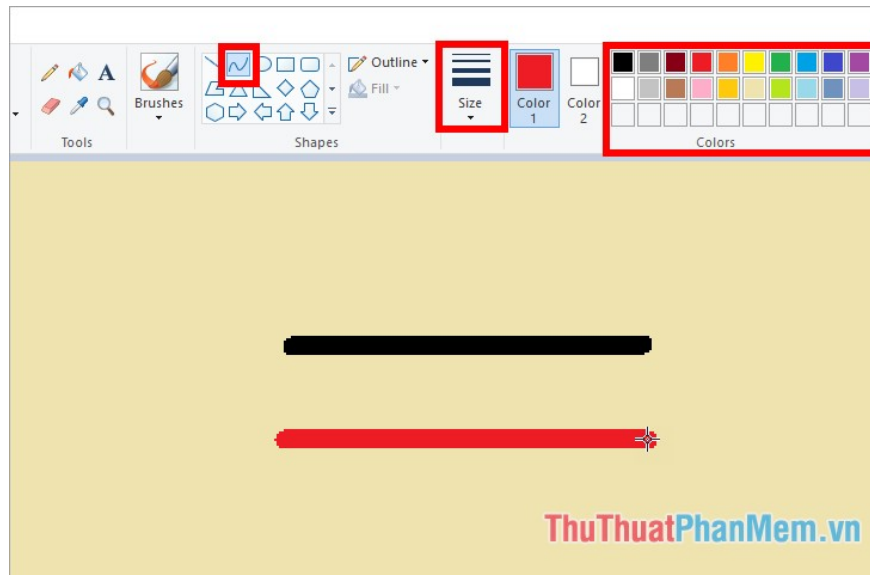 A
Outline
Fill
Brushes
Size
Color 1
Color 2
Tools
Shapes
Colors
ThuThuatPhanMem.vn